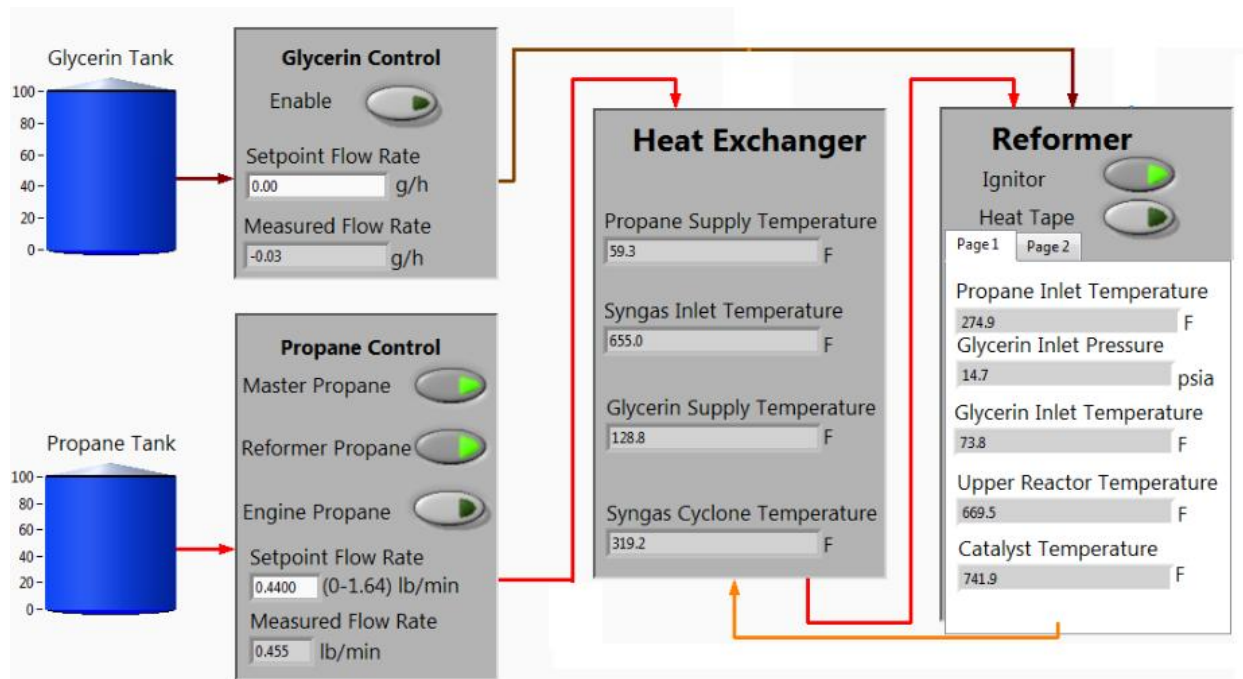 Glycerin Tank
100
80
60
40
20
0
Glycerin Control
Enable
Setpoint Flow Rate
0.00 g/h
Measured Flow Rate
-0.03 g/h
Propane Tank
100
80
60
40
20
0
Propane Control
Master Propane
Reformer Propane
Engine Propane
Setpoint Flow Rate
0.4400 (0-1.64) lb/min
Measured Flow Rate
0.455 lb/min
Heat Exchanger
Propane Supply Temperature
59.3 F
Syngas Inlet Temperature
655.0 F
Glycerin Supply Temperature
128.8 F
Syngas Cyclone Temperature
319.2 F
Reformer
Ignitor
Heat Tape
Page 1 Page 2
Propane Inlet Temperature
274.9 F
Glycerin Inlet Pressure
14.7 psia
Glycerin Inlet Temperature
73.8 F
Upper Reactor Temperature
669.5 F
Catalyst Temperature
741.9 F